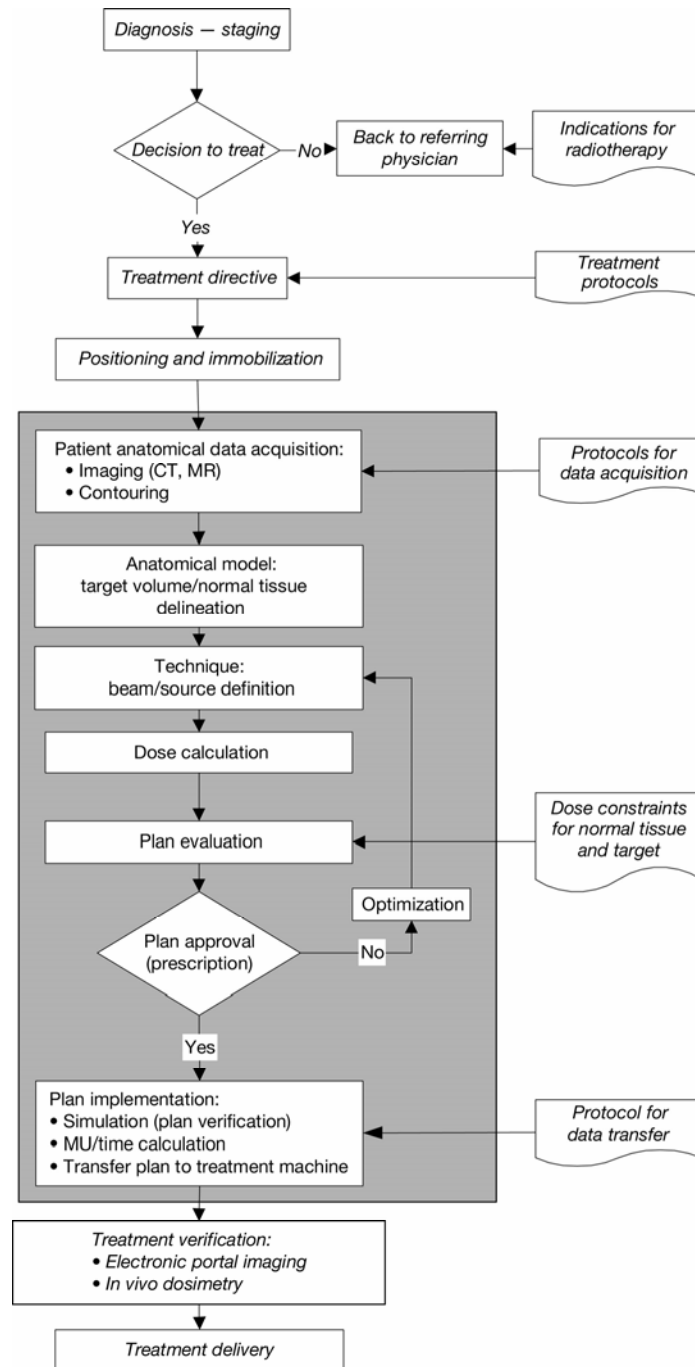 Diagnosis — staging
Decision to treat
No
Back to referring
physician
Indications for
radiotherapy
Yes
Treatment directive
Treatment
protocols
Positioning and immobilization
Patient anatomical data acquisition:
• Imaging (CT, MR)
• Contouring
Protocols for
data acquisition
Anatomical model:
target volume/normal tissue
delineation
Technique:
beam/source definition
Dose calculation
Plan evaluation
Dose constraints
for normal tissue
and target
Optimization
Plan approval
(prescription)
No
Yes
Plan implementation:
• Simulation (plan verification)
• MU/time calculation
• Transfer plan to treatment machine
Protocol for
data transfer
Treatment verification:
• Electronic portal imaging
• In vivo dosimetry
Treatment delivery